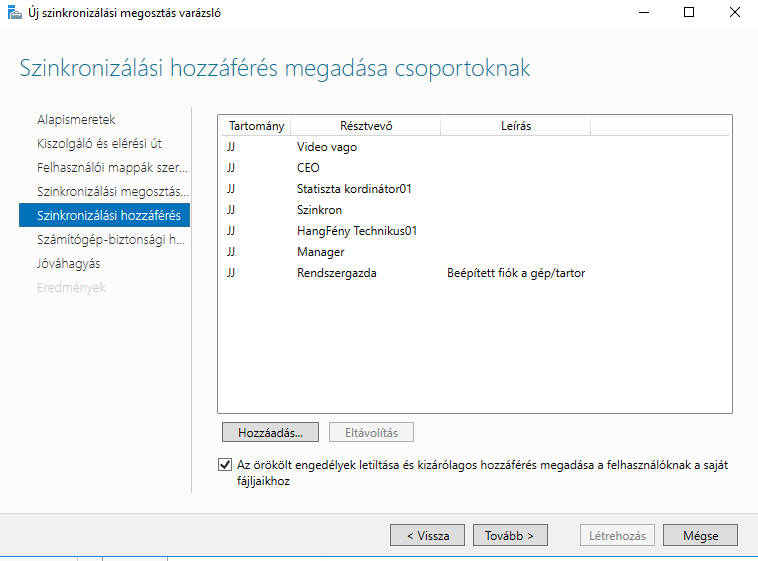 Új szinkronizálási megosztás varázsló
Szinkronizálási hozzáférés megadása csoportoknak
Alapismeretek
Kiszolgáló és elérési út
Felhasználói mappák szer...
Szinkronizálási megosztás...
Szinkronizálási hozzáférés
Számítógép-biztonsági h...
Jóváhagyás
Eredmények
Tartomány Résztvevő Leírás
JJ Video vago
JJ CEO
JJ Statiszta kordinátor01
JJ Szinkron
JJ HangFény Technikus01
JJ Manager
JJ Rendszergazda Beépített fiók a gép/tartor
Hozzáadás... Eltávolítás
Az örökölt engedélyek letiltása és kizárólagos hozzáférés megadása a felhasználóknak a saját
fájljaikhoz
< Vissza Tovább > Létrehozás Mégse